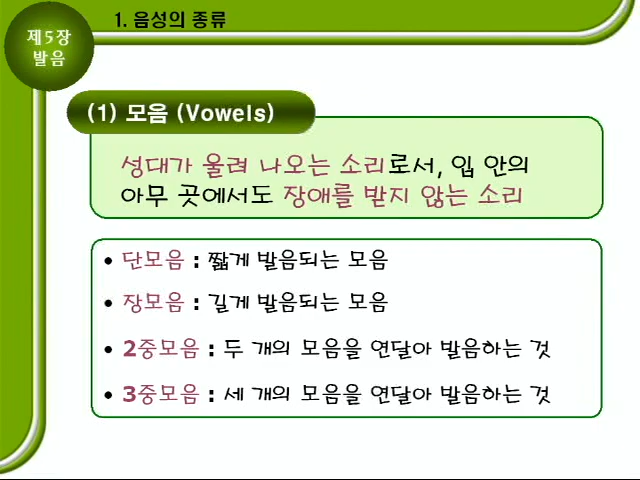 제5장
발음
1. 음성의 종류
(1) 모음 (Vowels)
성대가 울려 나오는 소리로서, 입 안의
아무 곳에서도 장애를 받지 않는 소리
• 단모음 : 짧게 발음되는 모음
• 장모음 : 길게 발음되는 모음
• 2중모음 : 두 개의 모음을 연달아 발음하는 것
• 3중모음 : 세 개의 모음을 연달아 발음하는 것